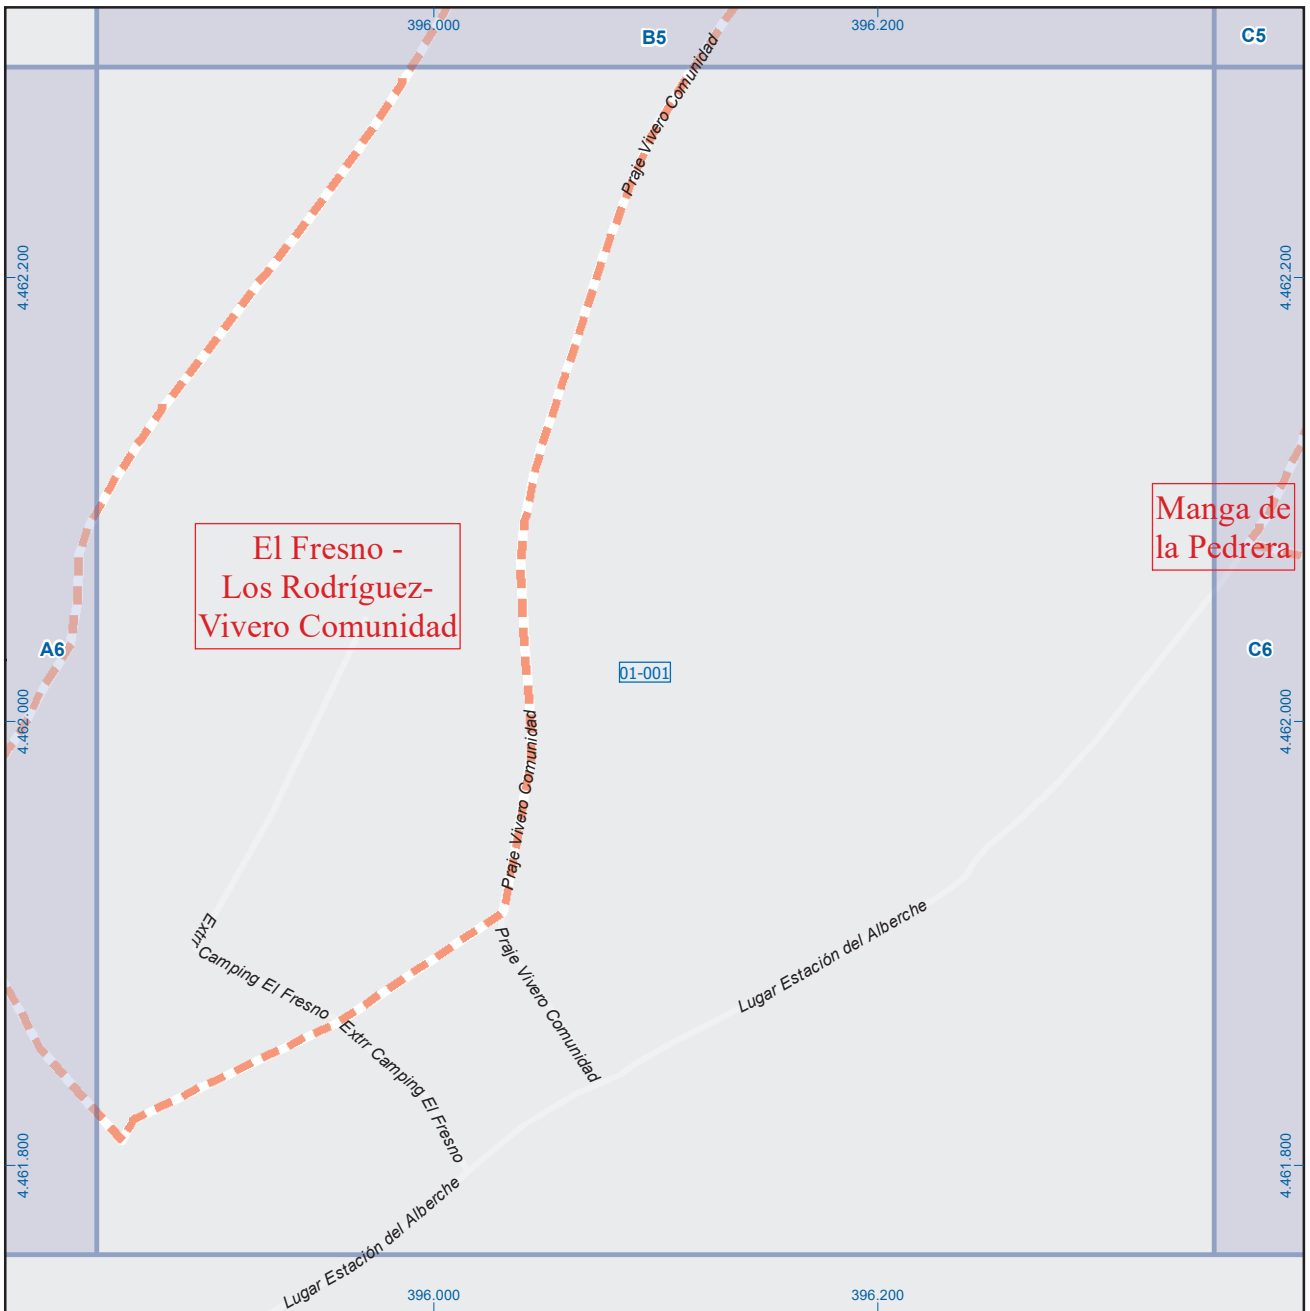 396.000
396.200
B5
C5
Praje Vivero Comunidad
4.462.200
4.462.200
Manga de
la Pedrera
El Fresno -
Los Rodríguez-
Vivero Comunidad
A6
01-001
C6
4.462.000
4.462.000
Praje Vivero Comunidad
Lugar Estación del Alberche
Extrr Camping El Fresno
Praje Vivero Comunidad
Extrr Camping El Fresno
4.461.800
4.461.800
Lugar Estación del Alberche
396.000
396.200